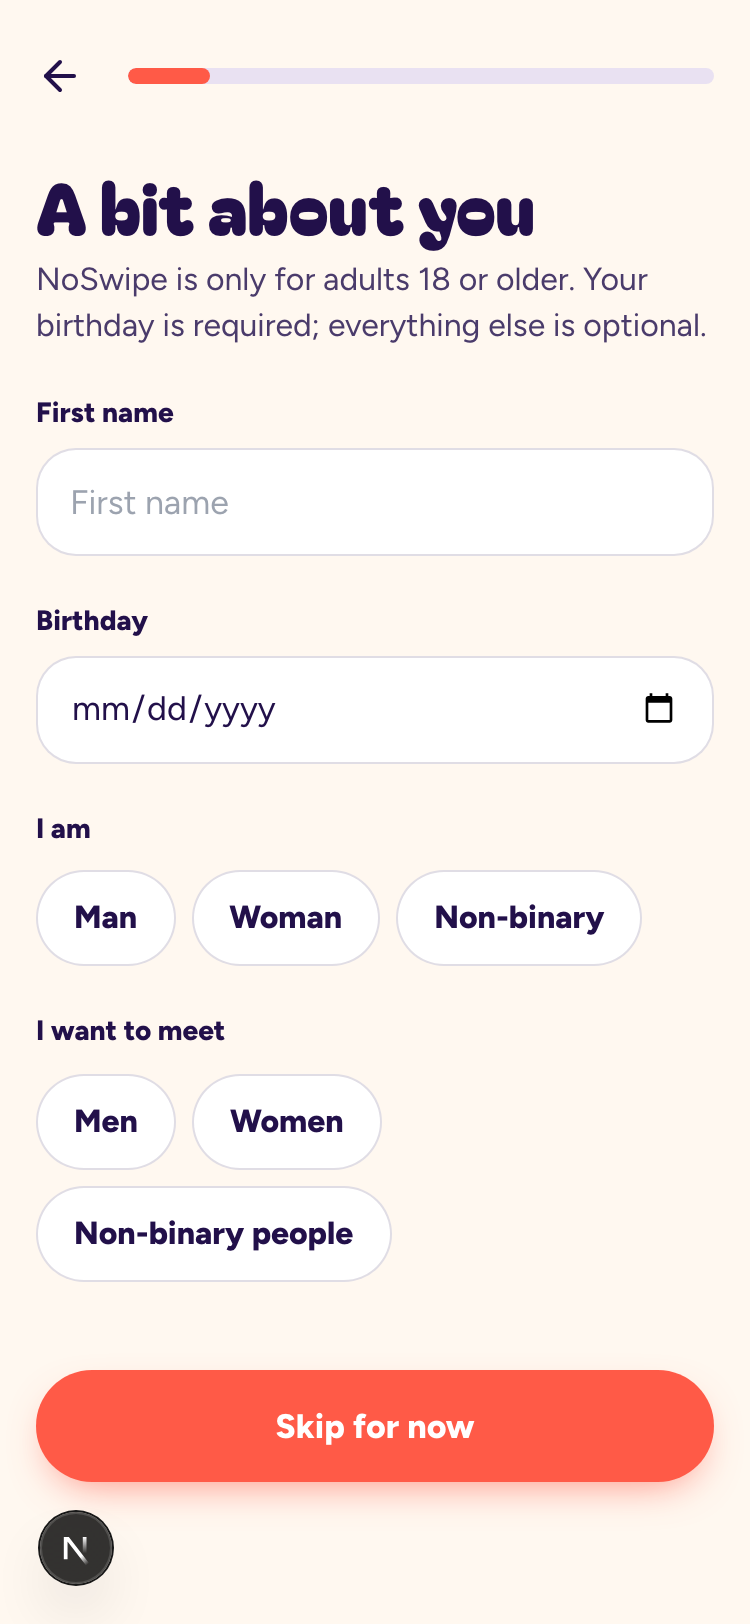 A bit about you
NoSwipe is only for adults 18 or older. Your
birthday is required; everything else is optional.
First name
First name
Birthday
mm/dd/yyyy
I am
Man Woman Non-binary
I want to meet
Men Women
Non-binary people
Skip for now
N